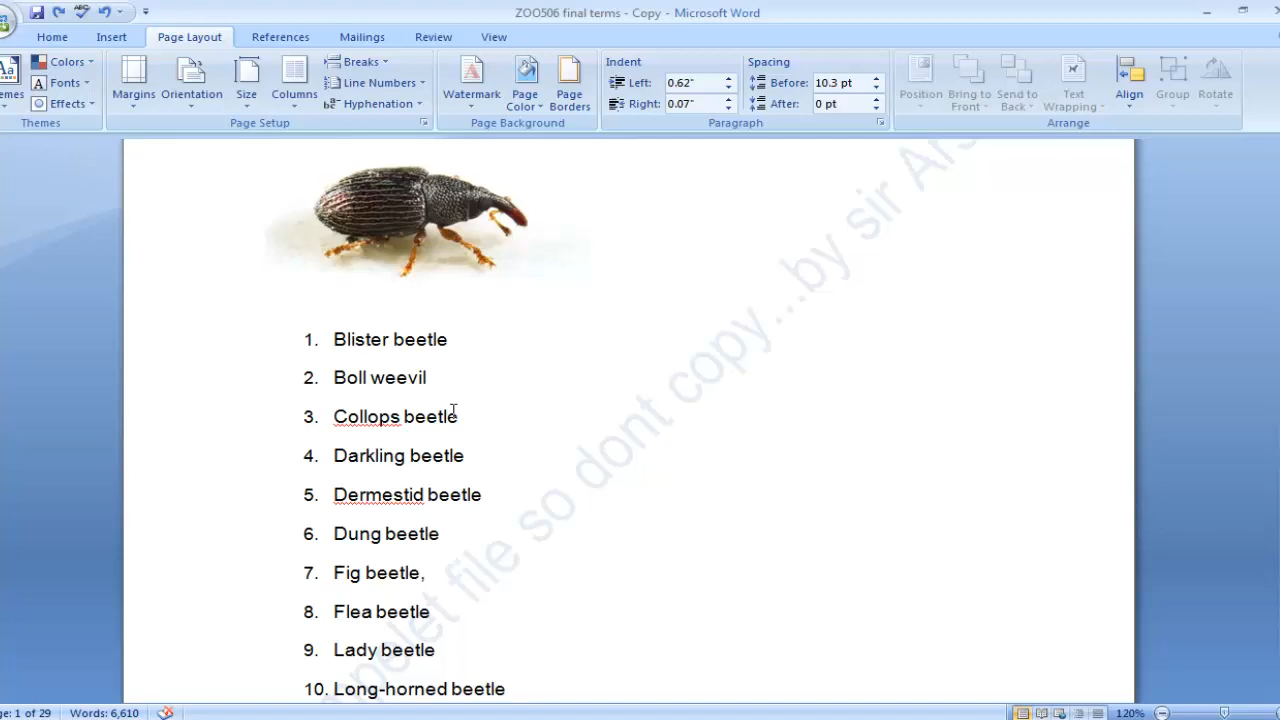 ZOO506 final terms - Copy - Microsoft Word
Home Insert Page Layout References Mailings Review View
Colors
Fonts
Effects
Themes
Margins
Orientation
Size
Columns
Breaks
Line Numbers
Hyphenation
Page Setup
Watermark
Page Color
Page Borders
Page Background
Indent
Left: 0.62"
Right: 0.07"
Spacing
Before: 10.3 pt
After: 0 pt
Paragraph
Position
Bring to Front
Send to Back
Text Wrapping
Align
Group
Rotate
Arrange
1. Blister beetle
2. Boll weevil
3. Collops beetle
4. Darkling beetle
5. Dermestid beetle
6. Dung beetle
7. Fig beetle,
8. Flea beetle
9. Lady beetle
10. Long-horned beetle
file so dont copy...by sir
1 of 29
Words: 6,610
120%